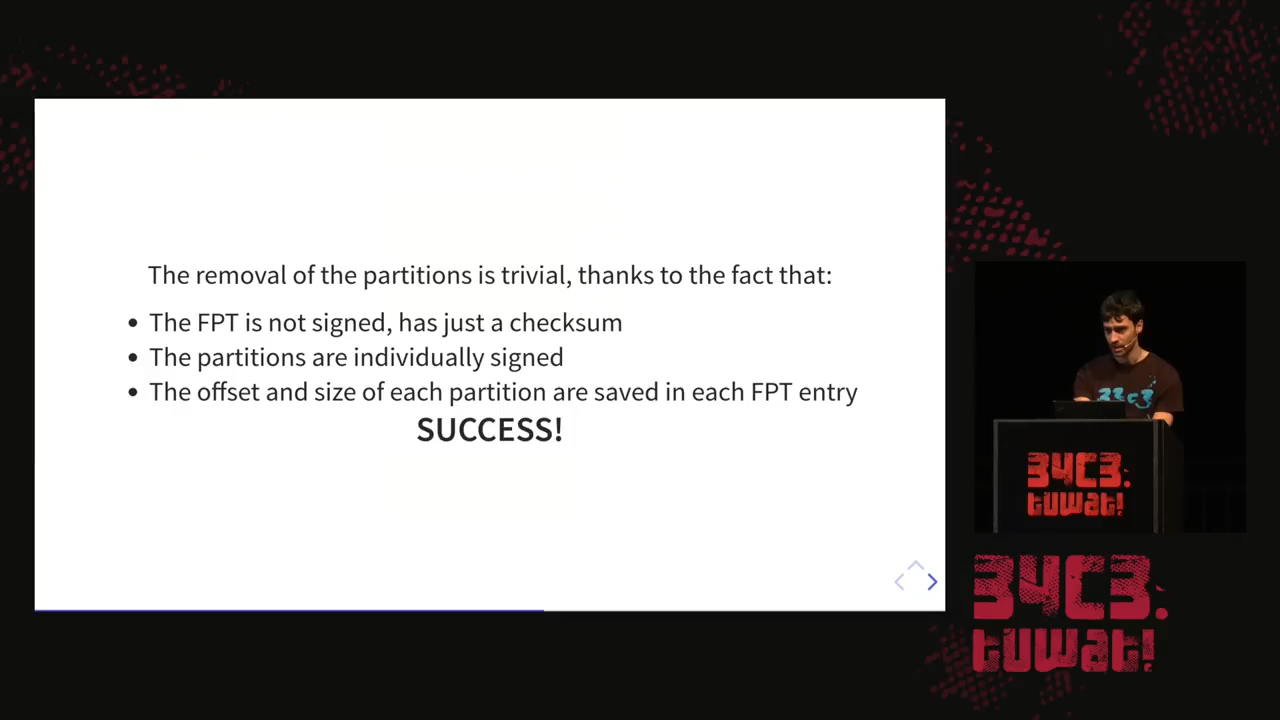 The removal of the partitions is trivial, thanks to the fact that:
• The FPT is not signed, has just a checksum
• The partitions are individually signed
• The offset and size of each partition are saved in each FPT entry
SUCCESS!
33c3
34C3.
tuwat!
34C3.
tuwat!